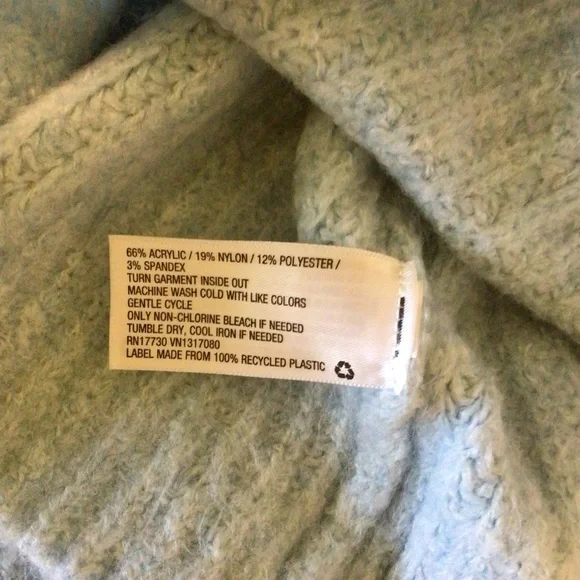 66% ACRYLIC / 19% NYLON / 12% POLYESTER /
3% SPANDEX
TURN GARMENT INSIDE OUT
MACHINE WASH COLD WITH LIKE COLORS
GENTLE CYCLE
ONLY NON-CHLORINE BLEACH IF NEEDED
TUMBLE DRY, COOL IRON IF NEEDED
RN17730 VN1317080
LABEL MADE FROM 100% RECYCLED PLASTIC